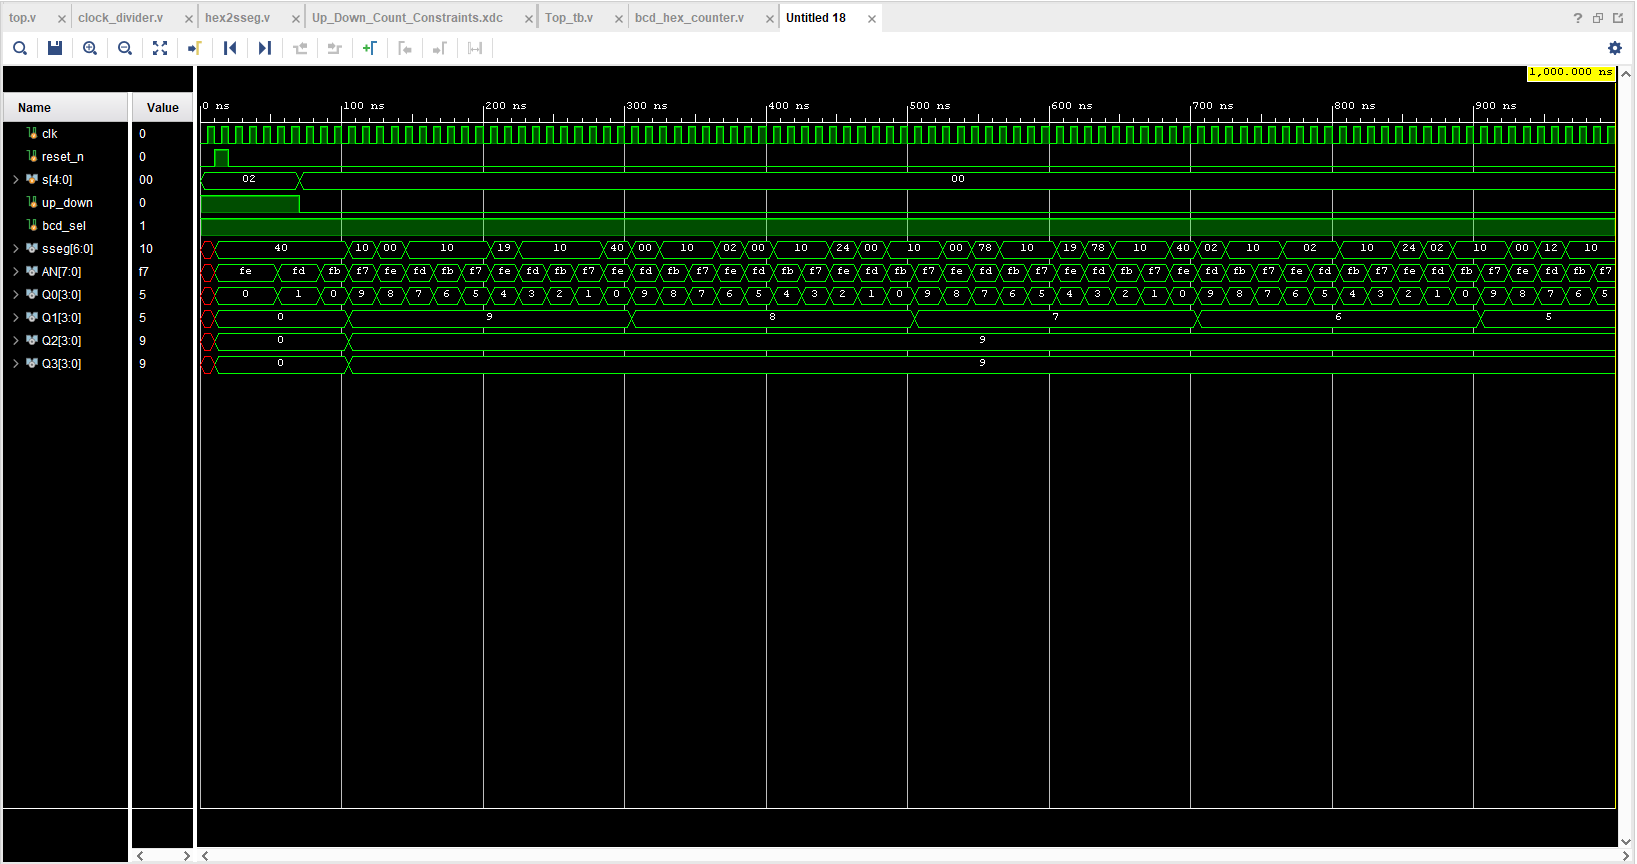 top.v × clock_divider.v × hex2sseg.v × Up_Down_Count_Constraints.xdc × Top_tb.v × bcd_hex_counter.v × Untitled 18 × ?
1,000.000 ns
Name Value 0 ns 100 ns 200 ns 300 ns 400 ns 500 ns 600 ns 700 ns 800 ns 900 ns
clk 0
reset_n 0
s[4:0] 00 02 00
up_down 0
bcd_sel 1
sseg[6:0] 10 40 10 00 10 19 10 40 00 10 02 00 10 24 00 10 00 78 10 19 78 10 40 02 10 02 10 24 02 10 00 12 10
AN[7:0] f7 fe fd fb f7 fe fd fb f7 fe fd fb f7 fe fd fb f7 fe fd fb f7 fe fd fb f7 fe fd fb f7 fe fd fb f7 fe fd fb f7 fe fd fb f7 fe fd fb f7 fe fd fb f7
Q0[3:0] 5 0 1 0 9 8 7 6 5 4 3 2 1 0 9 8 7 6 5 4 3 2 1 0 9 8 7 6 5 4 3 2 1 0 9 8 7 6 5 4 3 2 1 0 9 8 7 6 5
Q1[3:0] 5 0 9 8 7 6 5
Q2[3:0] 9 0 9
Q3[3:0] 9 0 9